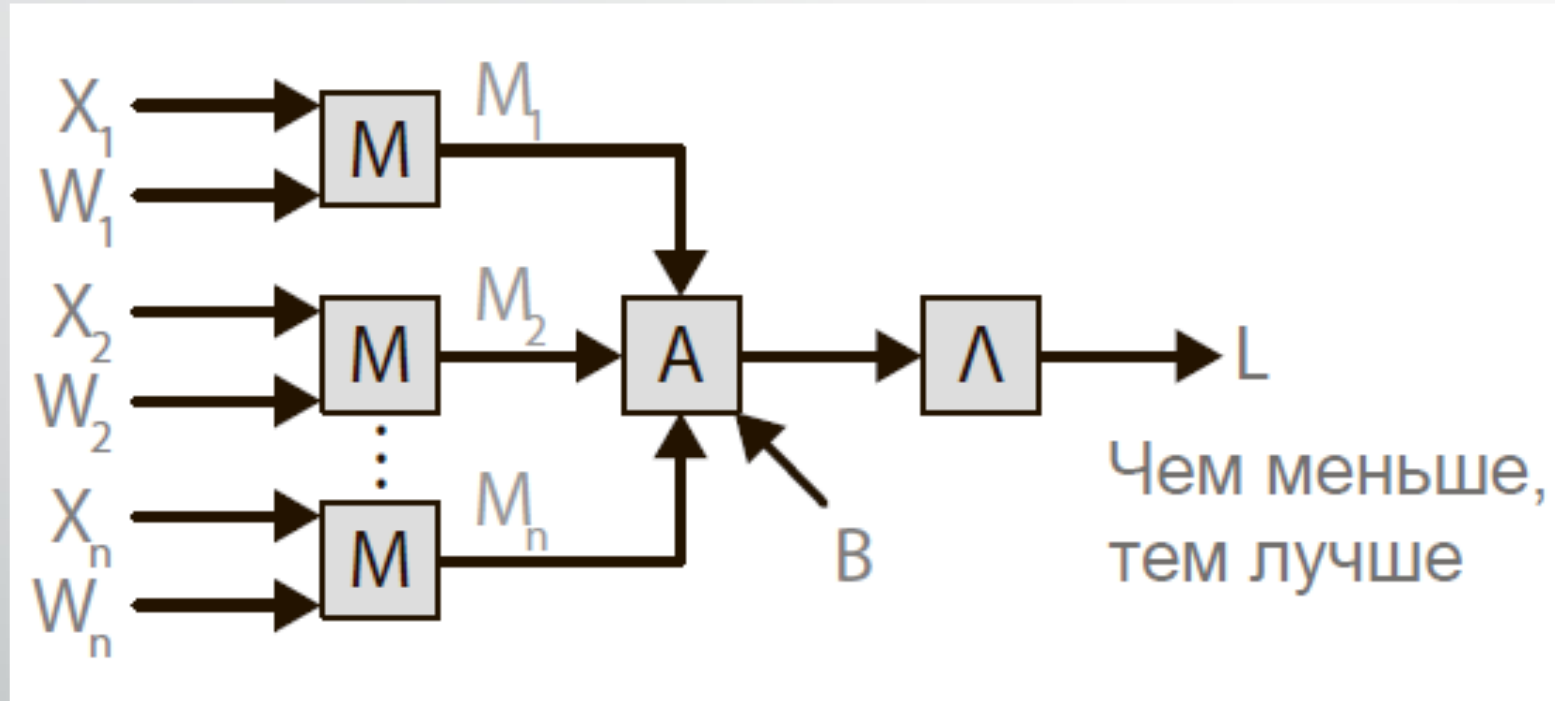 X₁
W₁
M
M₁
X₂
W₂
M
M₂
A
Λ
L
Xₙ
Wₙ
M
Mₙ
B
Чем меньше,
тем лучше